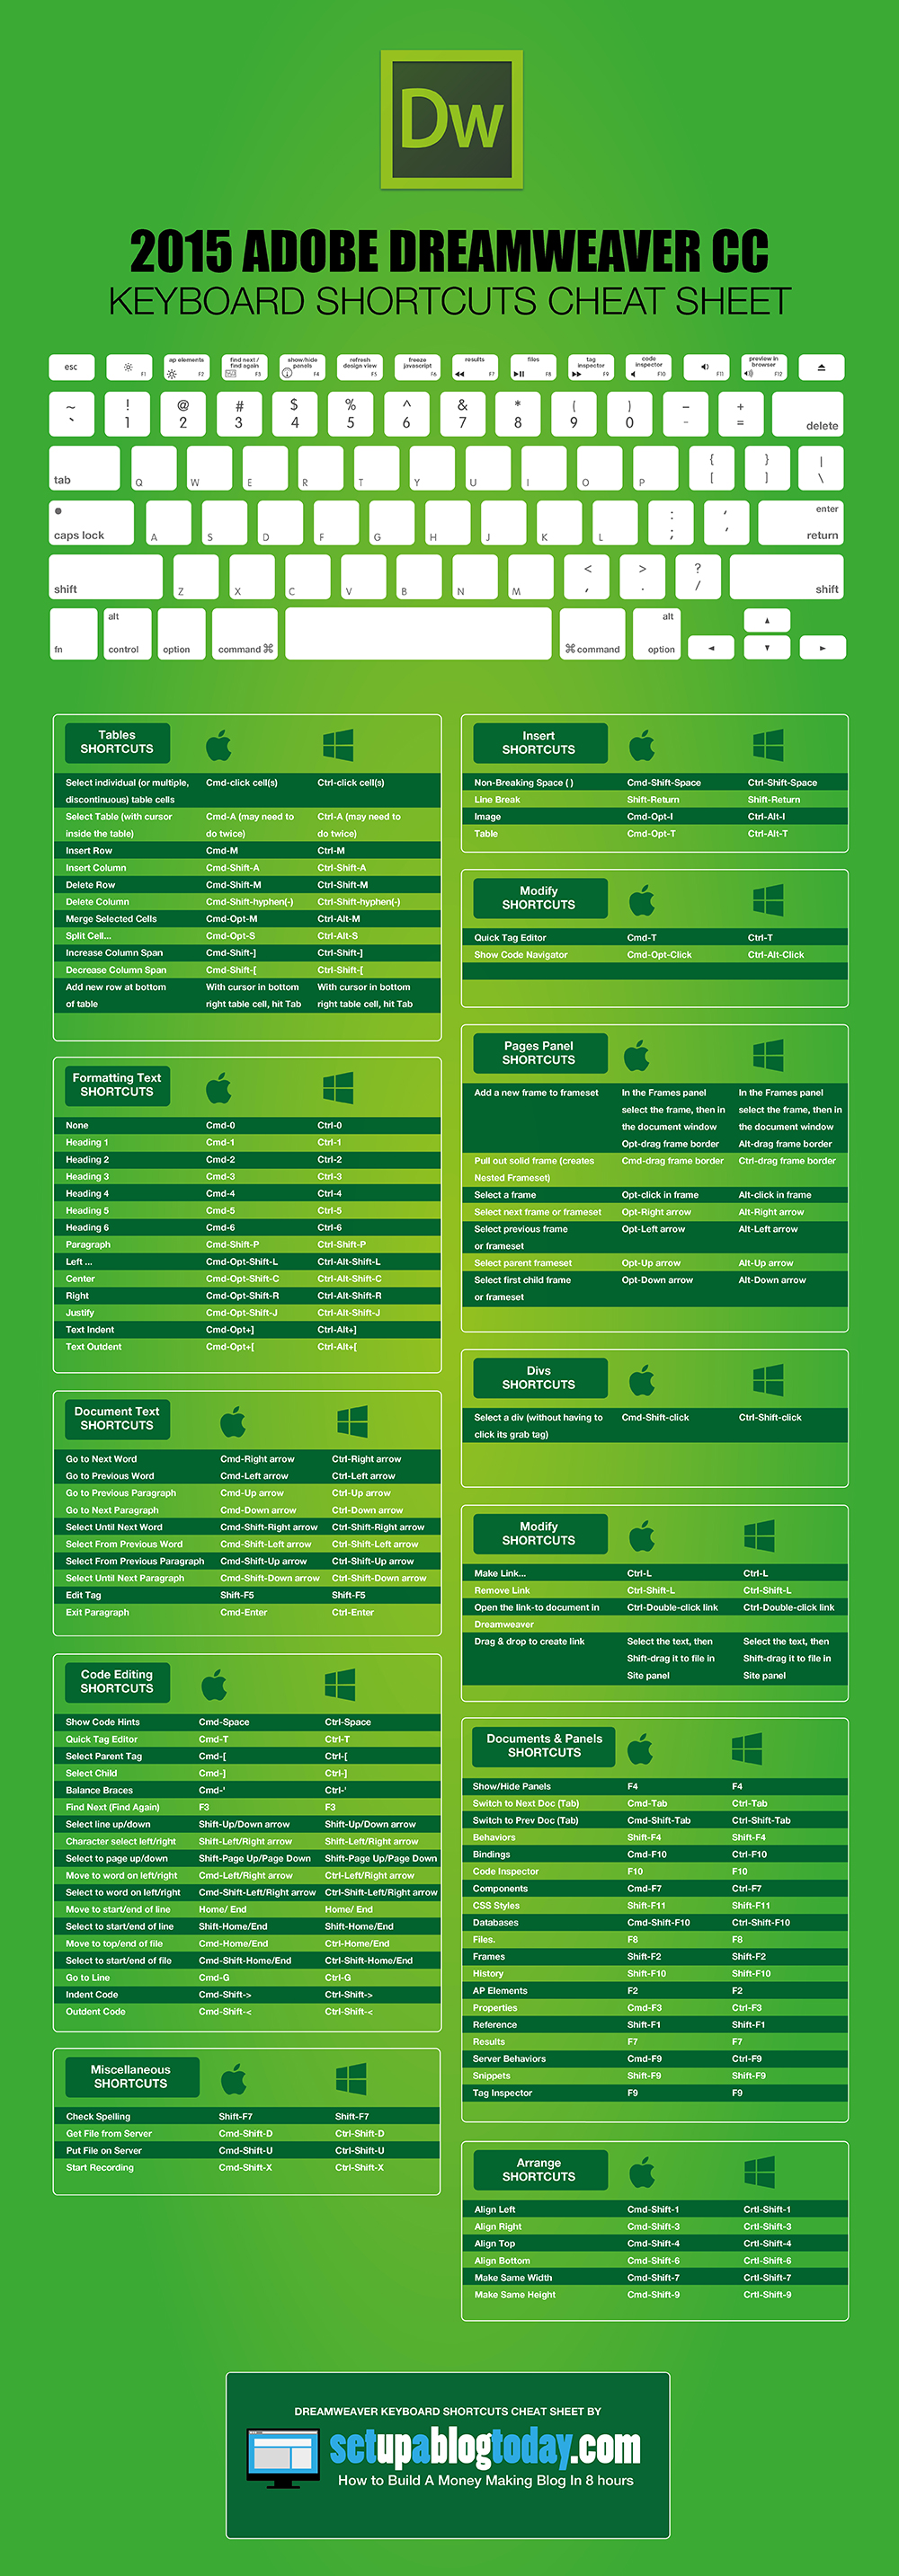 Dw
2015 ADOBE DREAMWEAVER CC
KEYBOARD SHORTCUTS CHEAT SHEET
esc F1 ap elements F2 find next / find again F3 show/hide panels F4 refresh design view F5 freeze javascript F6 results F7 files F8 tag inspector F9 code inspector F10 F11 preview in browser F12
~ ` ! 1 @ 2 # 3 $ 4 % 5 ^ 6 & 7 * 8 ( 9 ) 0 – - + = delete
tab Q W E R T Y U I O P { [ } ] | \
caps lock A S D F G H J K L : ; ‘ ‘ enter return
shift Z X C V B N M < , > . ? / shift
fn alt control option command ⌘ ⌘ command alt option ◄ ▲ ▼ ►
Tables
SHORTCUTS
Select individual (or multiple, Cmd-click cell(s) Ctrl-click cell(s)
discontinuous) table cells
Select Table (with cursor Cmd-A (may need to Ctrl-A (may need to
inside the table) do twice) do twice)
Insert Row Cmd-M Ctrl-M
Insert Column Cmd-Shift-A Ctrl-Shift-A
Delete Row Cmd-Shift-M Ctrl-Shift-M
Delete Column Cmd-Shift-hyphen(-) Ctrl-Shift-hyphen(-)
Merge Selected Cells Cmd-Opt-M Ctrl-Alt-M
Split Cell... Cmd-Opt-S Ctrl-Alt-S
Increase Column Span Cmd-Shift-] Ctrl-Shift-]
Decrease Column Span Cmd-Shift-[ Ctrl-Shift-[
Add new row at bottom With cursor in bottom With cursor in bottom
of table right table cell, hit Tab right table cell, hit Tab
Formatting Text
SHORTCUTS
None Cmd-0 Ctrl-0
Heading 1 Cmd-1 Ctrl-1
Heading 2 Cmd-2 Ctrl-2
Heading 3 Cmd-3 Ctrl-3
Heading 4 Cmd-4 Ctrl-4
Heading 5 Cmd-5 Ctrl-5
Heading 6 Cmd-6 Ctrl-6
Paragraph Cmd-Shift-P Ctrl-Shift-P
Left ... Cmd-Opt-Shift-L Ctrl-Alt-Shift-L
Center Cmd-Opt-Shift-C Ctrl-Alt-Shift-C
Right Cmd-Opt-Shift-R Ctrl-Alt-Shift-R
Justify Cmd-Opt-Shift-J Ctrl-Alt-Shift-J
Text Indent Cmd-Opt+] Ctrl-Alt+]
Text Outdent Cmd-Opt+[ Ctrl-Alt+[
Document Text
SHORTCUTS
Go to Next Word Cmd-Right arrow Ctrl-Right arrow
Go to Previous Word Cmd-Left arrow Ctrl-Left arrow
Go to Previous Paragraph Cmd-Up arrow Ctrl-Up arrow
Go to Next Paragraph Cmd-Down arrow Ctrl-Down arrow
Select Until Next Word Cmd-Shift-Right arrow Ctrl-Shift-Right arrow
Select From Previous Word Cmd-Shift-Left arrow Ctrl-Shift-Left arrow
Select From Previous Paragraph Cmd-Shift-Up arrow Ctrl-Shift-Up arrow
Select Until Next Paragraph Cmd-Shift-Down arrow Ctrl-Shift-Down arrow
Edit Tag Shift-F5 Shift-F5
Exit Paragraph Cmd-Enter Ctrl-Enter
Code Editing
SHORTCUTS
Show Code Hints Cmd-Space Ctrl-Space
Quick Tag Editor Cmd-T Ctrl-T
Select Parent Tag Cmd-[ Ctrl-[
Select Child Cmd-] Ctrl-]
Balance Braces Cmd-' Ctrl-'
Find Next (Find Again) F3 F3
Select line up/down Shift-Up/Down arrow Shift-Up/Down arrow
Character select left/right Shift-Left/Right arrow Shift-Left/Right arrow
Select to page up/down Shift-Page Up/Page Down Shift-Page Up/Page Down
Move to word on left/right Cmd-Left/Right arrow Ctrl-Left/Right arrow
Select to word on left/right Cmd-Shift-Left/Right arrow Ctrl-Shift-Left/Right arrow
Move to start/end of line Home/ End Home/ End
Select to start/end of line Shift-Home/End Shift-Home/End
Move to top/end of file Cmd-Home/End Ctrl-Home/End
Select to start/end of file Cmd-Shift-Home/End Ctrl-Shift-Home/End
Go to Line Cmd-G Ctrl-G
Indent Code Cmd-Shift-> Ctrl-Shift->
Outdent Code Cmd-Shift-< Ctrl-Shift-<
Miscellaneous
SHORTCUTS
Check Spelling Shift-F7 Shift-F7
Get File from Server Cmd-Shift-D Ctrl-Shift-D
Put File on Server Cmd-Shift-U Ctrl-Shift-U
Start Recording Cmd-Shift-X Ctrl-Shift-X
Insert
SHORTCUTS
Non-Breaking Space ( ) Cmd-Shift-Space Ctrl-Shift-Space
Line Break Shift-Return Shift-Return
Image Cmd-Opt-I Ctrl-Alt-I
Table Cmd-Opt-T Ctrl-Alt-T
Modify
SHORTCUTS
Quick Tag Editor Cmd-T Ctrl-T
Show Code Navigator Cmd-Opt-Click Ctrl-Alt-Click
Pages Panel
SHORTCUTS
Add a new frame to frameset In the Frames panel In the Frames panel
select the frame, then in select the frame, then in
the document window the document window
Opt-drag frame border Alt-drag frame border
Pull out solid frame (creates Cmd-drag frame border Ctrl-drag frame border
Nested Frameset)
Select a frame Opt-click in frame Alt-click in frame
Select next frame or frameset Opt-Right arrow Alt-Right arrow
Select previous frame Opt-Left arrow Alt-Left arrow
or frameset
Select parent frameset Opt-Up arrow Alt-Up arrow
Select first child frame Opt-Down arrow Alt-Down arrow
or frameset
Divs
SHORTCUTS
Select a div (without having to Cmd-Shift-click Ctrl-Shift-click
click its grab tag)
Modify
SHORTCUTS
Make Link... Ctrl-L Ctrl-L
Remove Link Ctrl-Shift-L Ctrl-Shift-L
Open the link-to document in Ctrl-Double-click link Ctrl-Double-click link
Dreamweaver
Drag & drop to create link Select the text, then Select the text, then
Shift-drag it to file in Shift-drag it to file in
Site panel Site panel
Documents & Panels
SHORTCUTS
Show/Hide Panels F4 F4
Switch to Next Doc (Tab) Cmd-Tab Ctrl-Tab
Switch to Prev Doc (Tab) Cmd-Shift-Tab Ctrl-Shift-Tab
Behaviors Shift-F4 Shift-F4
Bindings Cmd-F10 Ctrl-F10
Code Inspector F10 F10
Components Cmd-F7 Ctrl-F7
CSS Styles Shift-F11 Shift-F11
Databases Cmd-Shift-F10 Ctrl-Shift-F10
Files. F8 F8
Frames Shift-F2 Shift-F2
History Shift-F10 Shift-F10
AP Elements F2 F2
Properties Cmd-F3 Ctrl-F3
Reference Shift-F1 Shift-F1
Results F7 F7
Server Behaviors Cmd-F9 Ctrl-F9
Snippets Shift-F9 Shift-F9
Tag Inspector F9 F9
Arrange
SHORTCUTS
Align Left Cmd-Shift-1 Crtl-Shift-1
Align Right Cmd-Shift-3 Crtl-Shift-3
Align Top Cmd-Shift-4 Crtl-Shift-4
Align Bottom Cmd-Shift-6 Crtl-Shift-6
Make Same Width Cmd-Shift-7 Crtl-Shift-7
Make Same Height Cmd-Shift-9 Crtl-Shift-9
DREAMWEAVER KEYBOARD SHORTCUTS CHEAT SHEET BY
setupablogtoday.com
How to Build A Money Making Blog In 8 hours